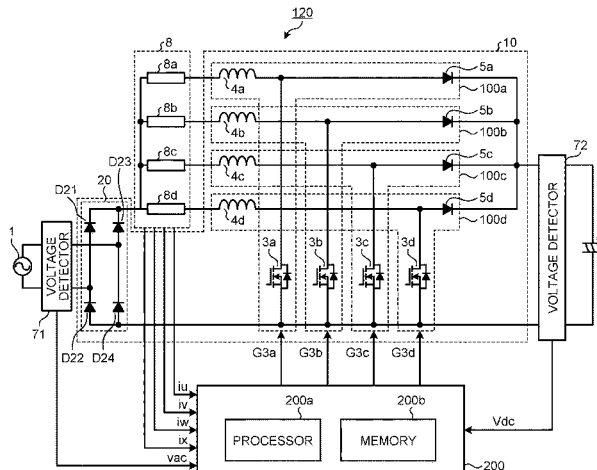 120
8
10
8a
5a
4a
100a
8b
5b
4b
100b
D23
8c
5c
72
D21
20
4c
100c
8d
5d
4d
100d
1
VOLTAGE DETECTOR
3a
3b
3c
3d
VOLTAGE DETECTOR
71
D22
D24
G3a
G3b
G3c
G3d
iu
iv
iw
ix
vac
200a
200b
PROCESSOR
MEMORY
Vdc
200